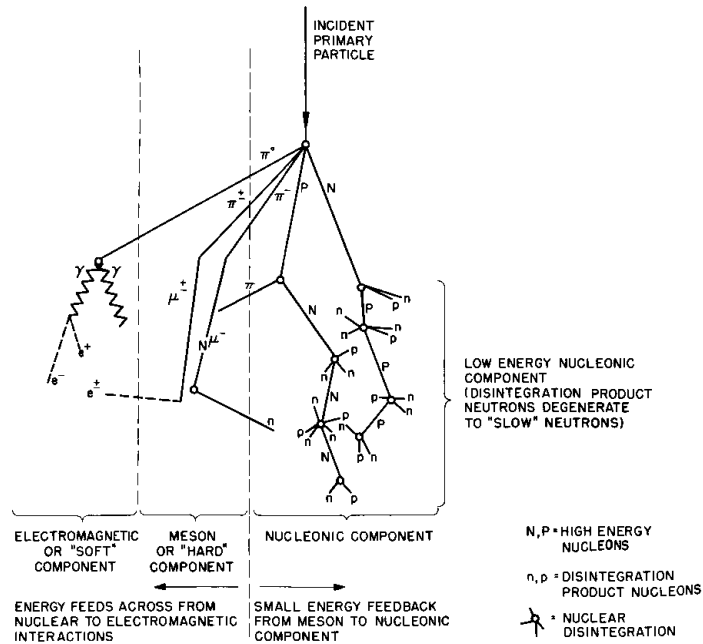 INCIDENT
PRIMARY
PARTICLE
π°
π±
π⁻
P
N
γ
γ
μ±
π
N
μ⁻
e⁺
e⁻
e±
n
N
n
p
n
p
P
n
n
p
p
P
n
p
n
p
N
n
p
n
n
p
p
n
n
P
n
p
n
N
n
p
LOW ENERGY NUCLEONIC
COMPONENT
(DISINTEGRATION PRODUCT
NEUTRONS DEGENERATE
TO "SLOW" NEUTRONS)
ELECTROMAGNETIC
OR "SOFT"
COMPONENT
MESON
OR "HARD"
COMPONENT
NUCLEONIC COMPONENT
ENERGY FEEDS ACROSS FROM
NUCLEAR TO ELECTROMAGNETIC
INTERACTIONS
SMALL ENERGY FEEDBACK
FROM MESON TO NUCLEONIC
COMPONENT
N,P = HIGH ENERGY
NUCLEONS
n,p = DISINTEGRATION
PRODUCT NUCLEONS
= NUCLEAR
DISINTEGRATION